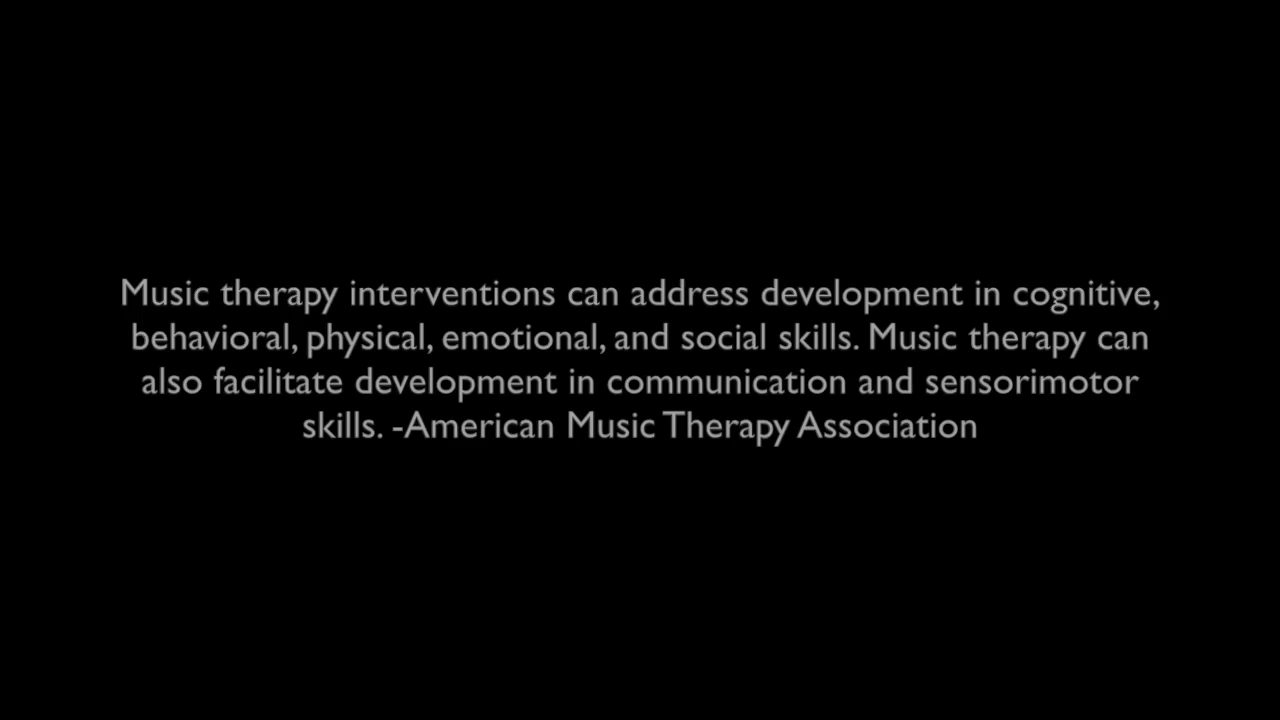 Music therapy interventions can address development in cognitive,
behavioral, physical, emotional, and social skills. Music therapy can
also facilitate development in communication and sensorimotor
skills. -American Music Therapy Association